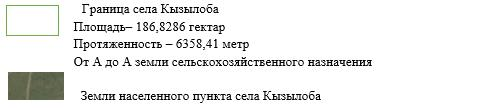 Граница села Кызылоба
Площадь– 186,8286 гектар
Протяженность – 6358,41 метр
От А до А земли сельскохозяйственного назначения
Земли населенного пункта села Кызылоба